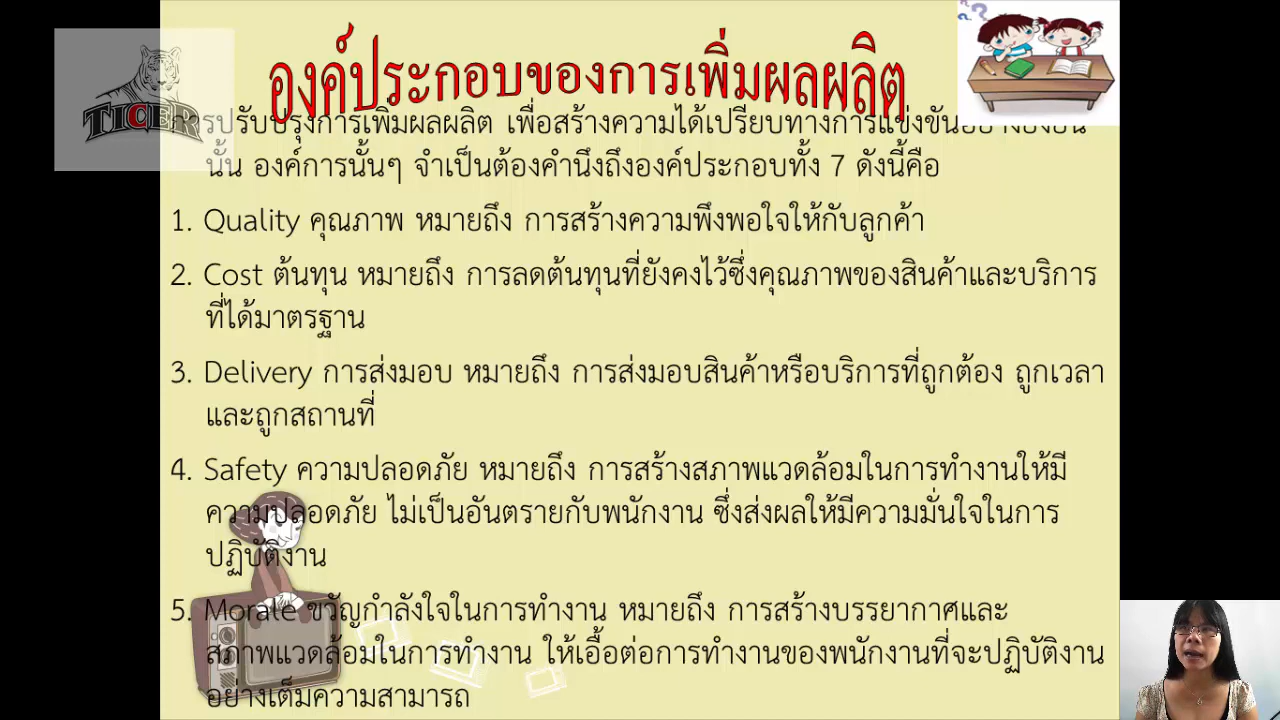 องค์ประกอบของการเพิ่มผลผลิต
TICER
การปรับปรุงการเพิ่มผลผลิต เพื่อสร้างความได้เปรียบทางการแข่งขันอย่างยั่งยืน
นั้น องค์การนั้นๆ จำเป็นต้องคำนึงถึงองค์ประกอบทั้ง 7 ดังนี้คือ
1. Quality คุณภาพ หมายถึง การสร้างความพึงพอใจให้กับลูกค้า
2. Cost ต้นทุน หมายถึง การลดต้นทุนที่ยังคงไว้ซึ่งคุณภาพของสินค้าและบริการ
ที่ได้มาตรฐาน
3. Delivery การส่งมอบ หมายถึง การส่งมอบสินค้าหรือบริการที่ถูกต้อง ถูกเวลา
และถูกสถานที่
4. Safety ความปลอดภัย หมายถึง การสร้างสภาพแวดล้อมในการทำงานให้มี
ความปลอดภัย ไม่เป็นอันตรายกับพนักงาน ซึ่งส่งผลให้มีความมั่นใจในการ
ปฏิบัติงาน
5. Morale ขวัญกำลังใจในการทำงาน หมายถึง การสร้างบรรยากาศและ
สภาพแวดล้อมในการทำงาน ให้เอื้อต่อการทำงานของพนักงานที่จะปฏิบัติงาน
อย่างเต็มความสามารถ